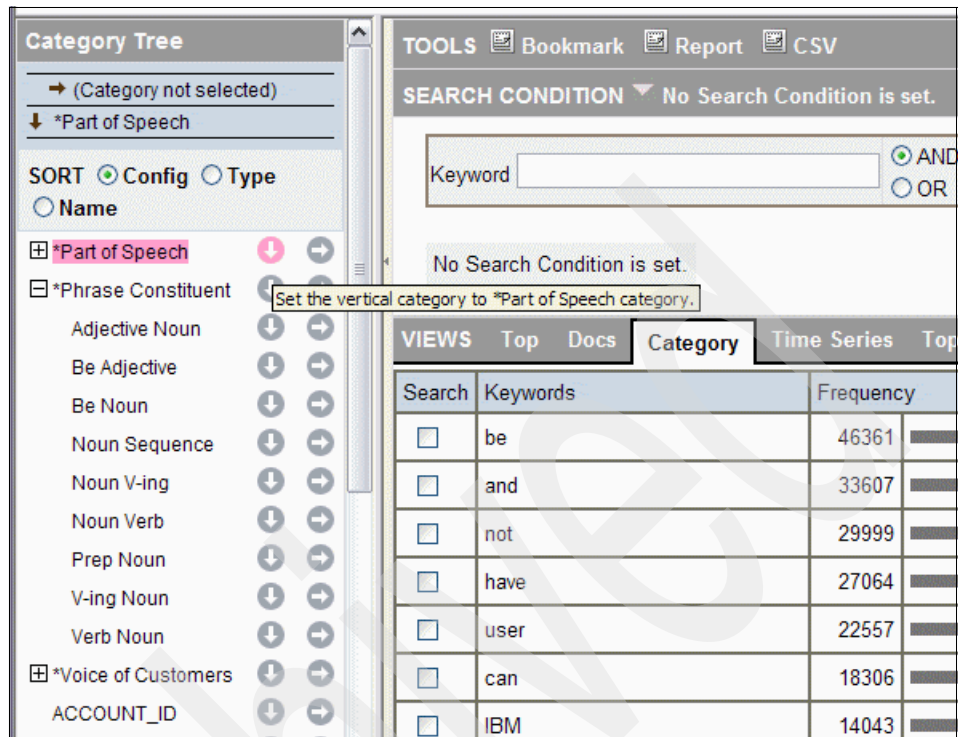 Category Tree
(Category not selected)
*Part of Speech
SORT Config Type
Name
*Part of Speech
*Phrase Constituent
Adjective Noun
Be Adjective
Be Noun
Noun Sequence
Noun V-ing
Noun Verb
Prep Noun
V-ing Noun
Verb Noun
*Voice of Customers
ACCOUNT_ID
Set the vertical category to *Part of Speech category.
TOOLS Bookmark Report CSV
SEARCH CONDITION No Search Condition is set.
Keyword AND
OR
No Search Condition is set.
VIEWS Top Docs Category Time Series Top
Search Keywords Frequency
be 46361
and 33607
not 29999
have 27064
user 22557
can 18306
IBM 14043